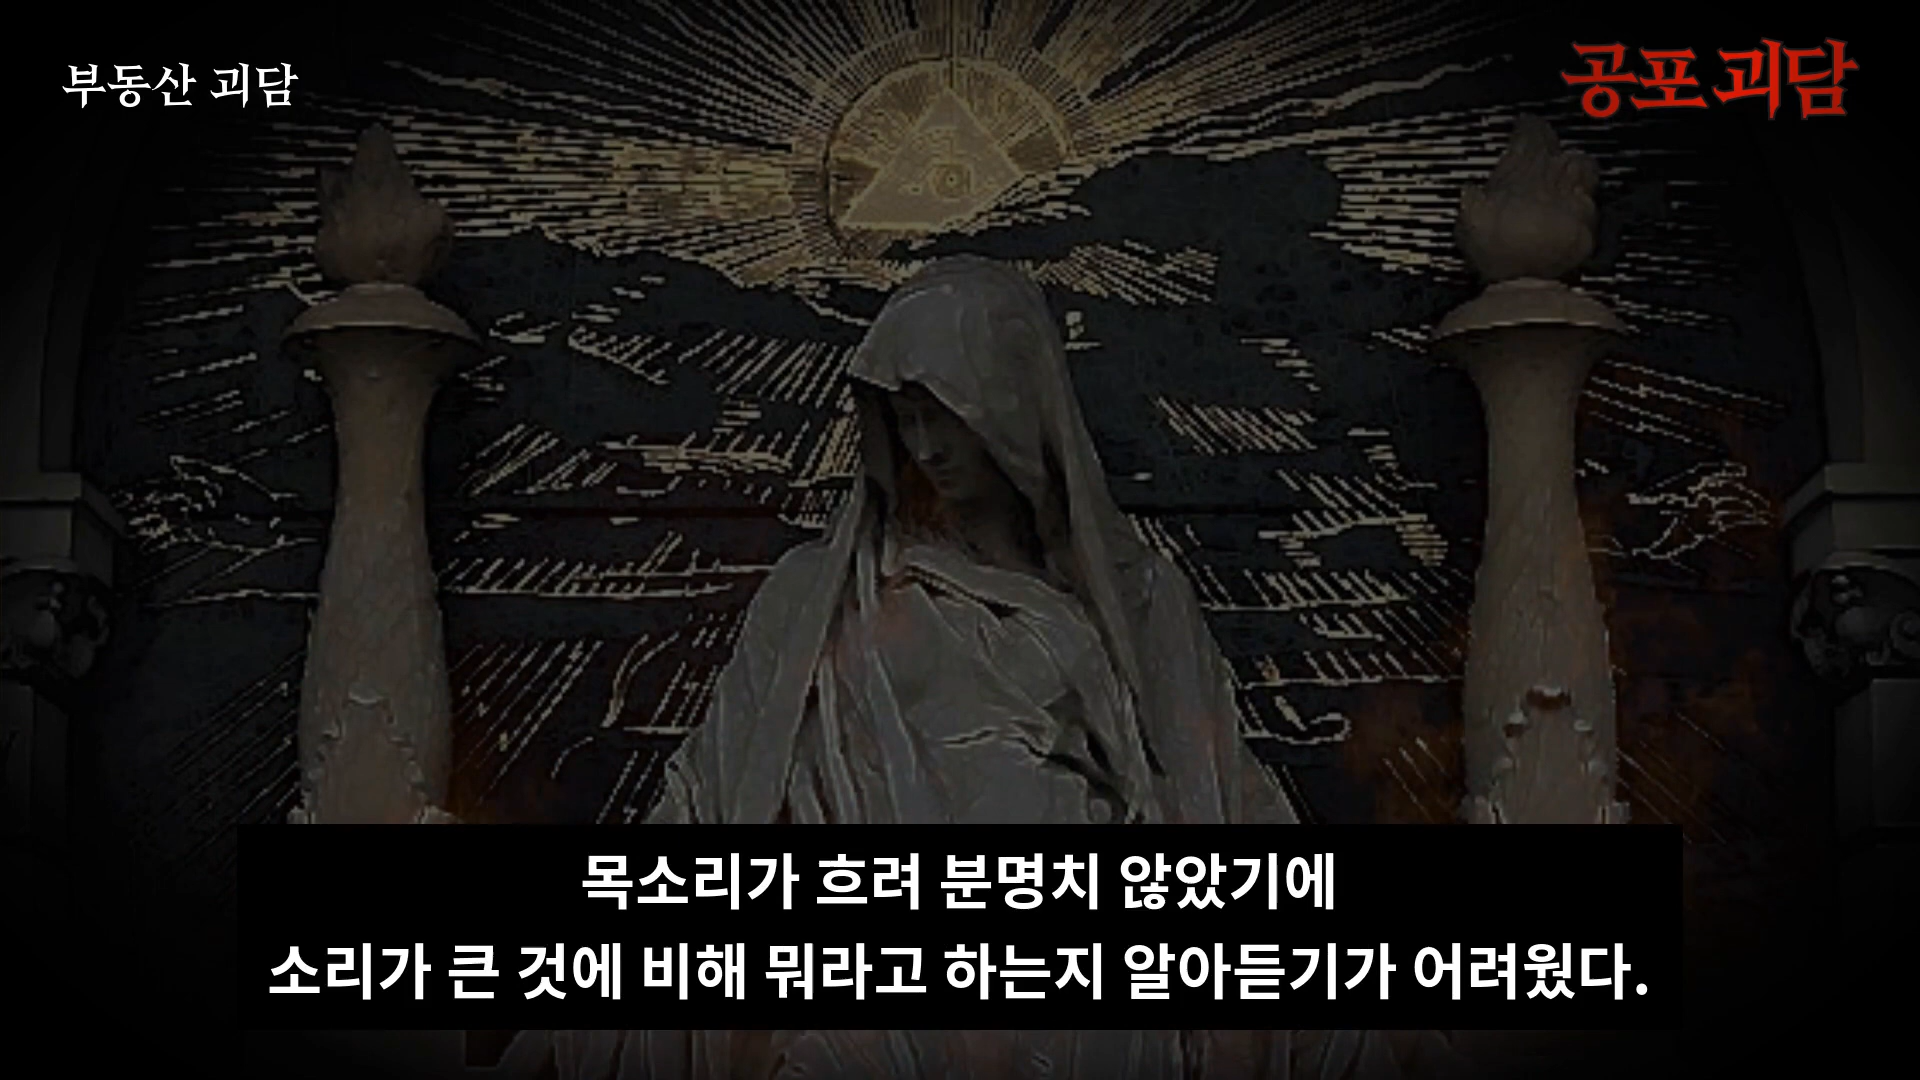 부동산 괴담
공포 괴담
목소리가 흐려 분명치 않았기에
소리가 큰 것에 비해 뭐라고 하는지 알아듣기가 어려웠다.